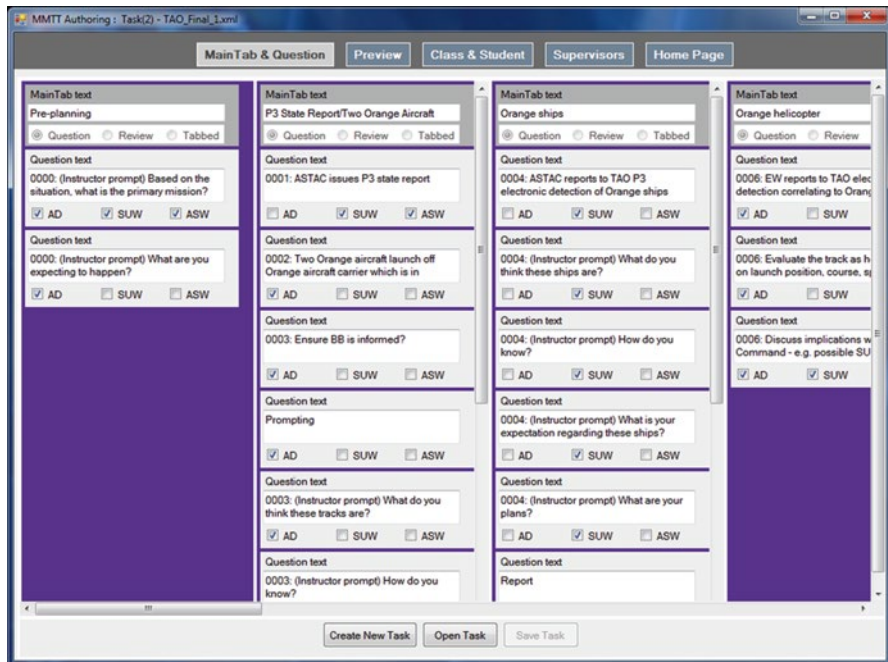 MMTT Authoring : Task(2) - TAO_Final_1.xml
MainTab & Question Preview Class & Student Supervisors Home Page
MainTab text
Pre-planning
Question Review Tabbed
Question text
0000: (Instructor prompt) Based on the
situation, what is the primary mission?
AD SUW ASW
Question text
0000: (Instructor prompt) What are you
expecting to happen?
AD SUW ASW
MainTab text
P3 State Report/Two Orange Aircraft
Question Review Tabbed
Question text
0001: ASTAC issues P3 state report
AD SUW ASW
Question text
0002: Two Orange aircraft launch off
Orange aircraft carrier which is in
AD SUW ASW
Question text
0003: Ensure BB is informed?
AD SUW ASW
Question text
Prompting
AD SUW ASW
Question text
0003: (Instructor prompt) What do you
think these tracks are?
AD SUW ASW
Question text
0003: (Instructor prompt) How do you
know?
MainTab text
Orange ships
Question Review Tabbed
Question text
0004: ASTAC reports to TAO P3
electronic detection of Orange ships
AD SUW ASW
Question text
0004: (Instructor prompt) What do you
think these ships are?
AD SUW ASW
Question text
0004: (Instructor prompt) How do you
know?
AD SUW ASW
Question text
0004: (Instructor prompt) What is your
expectation regarding these ships?
AD SUW ASW
Question text
0004: (Instructor prompt) What are your
plans?
AD SUW ASW
Question text
Report
MainTab text
Orange helicopter
Question Review
Question text
0006: EW reports to TAO elec
detection correlating to Orang
AD SUW
Question text
0006: Evaluate the track as h
on launch position, course, sp
AD SUW
Question text
0006: Discuss implications w
Command - e.g. possible SU
AD SUW
Create New Task Open Task Save Task